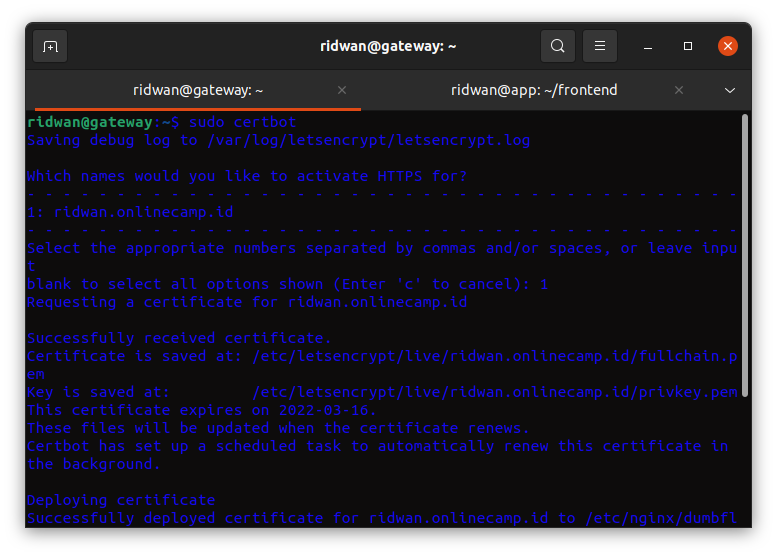 ridwan@gateway: ~
ridwan@gateway: ~
ridwan@app: ~/frontend
ridwan@gateway:~$ sudo certbot
Saving debug log to /var/log/letsencrypt/letsencrypt.log
Which names would you like to activate HTTPS for?
- - - - - - - - - - - - - - - - - - - - - - - - - - - - - - - - - - - - - - - -
1: ridwan.onlinecamp.id
- - - - - - - - - - - - - - - - - - - - - - - - - - - - - - - - - - - - - - - -
Select the appropriate numbers separated by commas and/or spaces, or leave inpu
t
blank to select all options shown (Enter 'c' to cancel): 1
Requesting a certificate for ridwan.onlinecamp.id
Successfully received certificate.
Certificate is saved at: /etc/letsencrypt/live/ridwan.onlinecamp.id/fullchain.p
em
Key is saved at:         /etc/letsencrypt/live/ridwan.onlinecamp.id/privkey.pem
This certificate expires on 2022-03-16.
These files will be updated when the certificate renews.
Certbot has set up a scheduled task to automatically renew this certificate in
the background.
Deploying certificate
Successfully deployed certificate for ridwan.onlinecamp.id to /etc/nginx/dumbfl